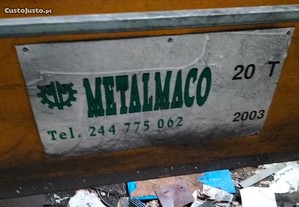 CustoJusto.pt
METALMACO
20 T
Tel. 244 775 062
2003